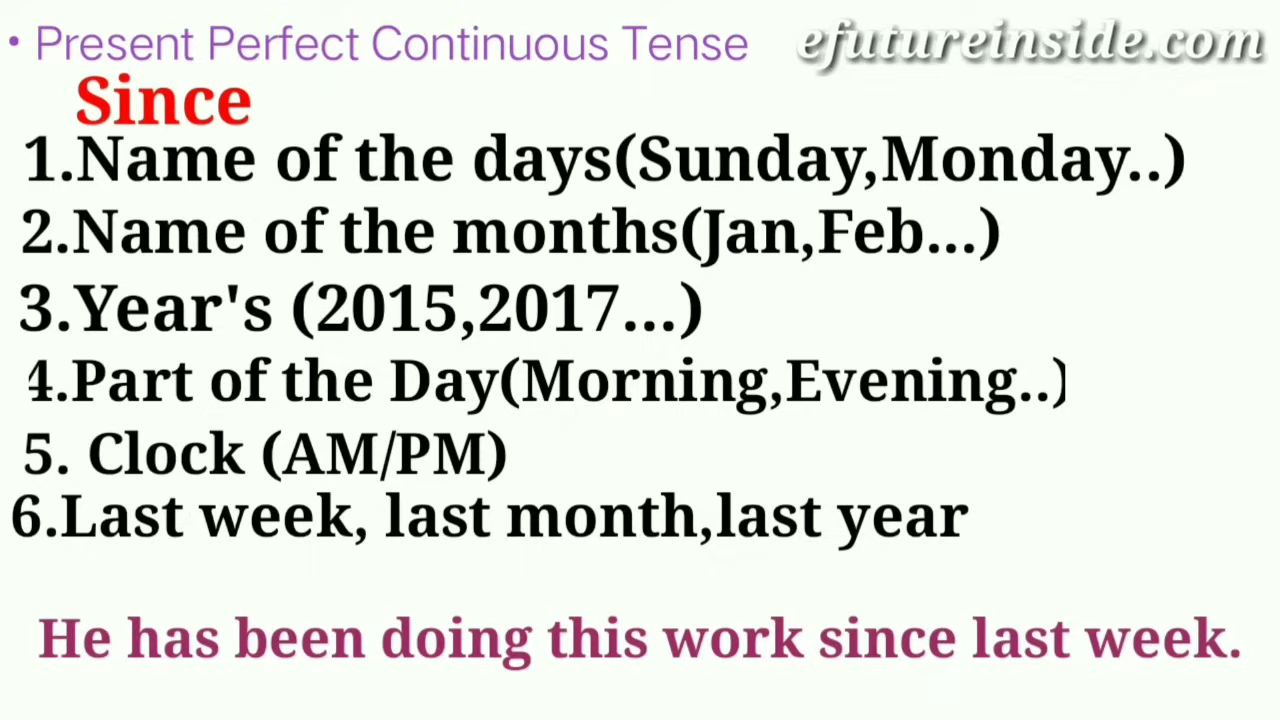 • Present Perfect Continuous Tense
efutureinside.com
Since
1.Name of the days(Sunday,Monday..)
2.Name of the months(Jan,Feb...)
3.Year's (2015,2017...)
4.Part of the Day(Morning,Evening..)
5. Clock (AM/PM)
6.Last week, last month,last year
He has been doing this work since last week.